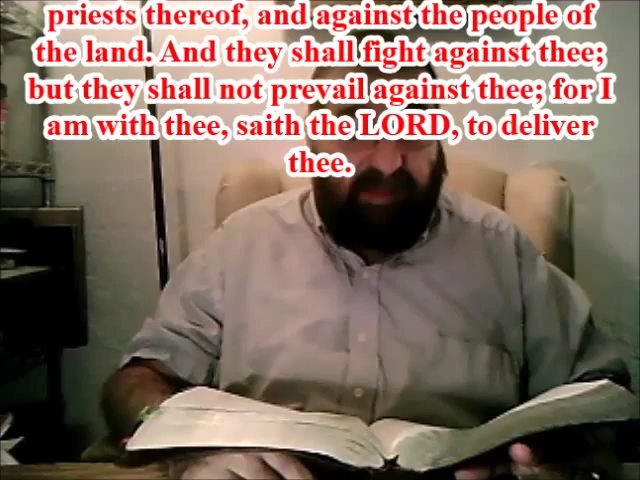 priests thereof, and against the people of
the land. And they shall fight against thee;
but they shall not prevail against thee; for I
am with thee, saith the LORD, to deliver
thee.